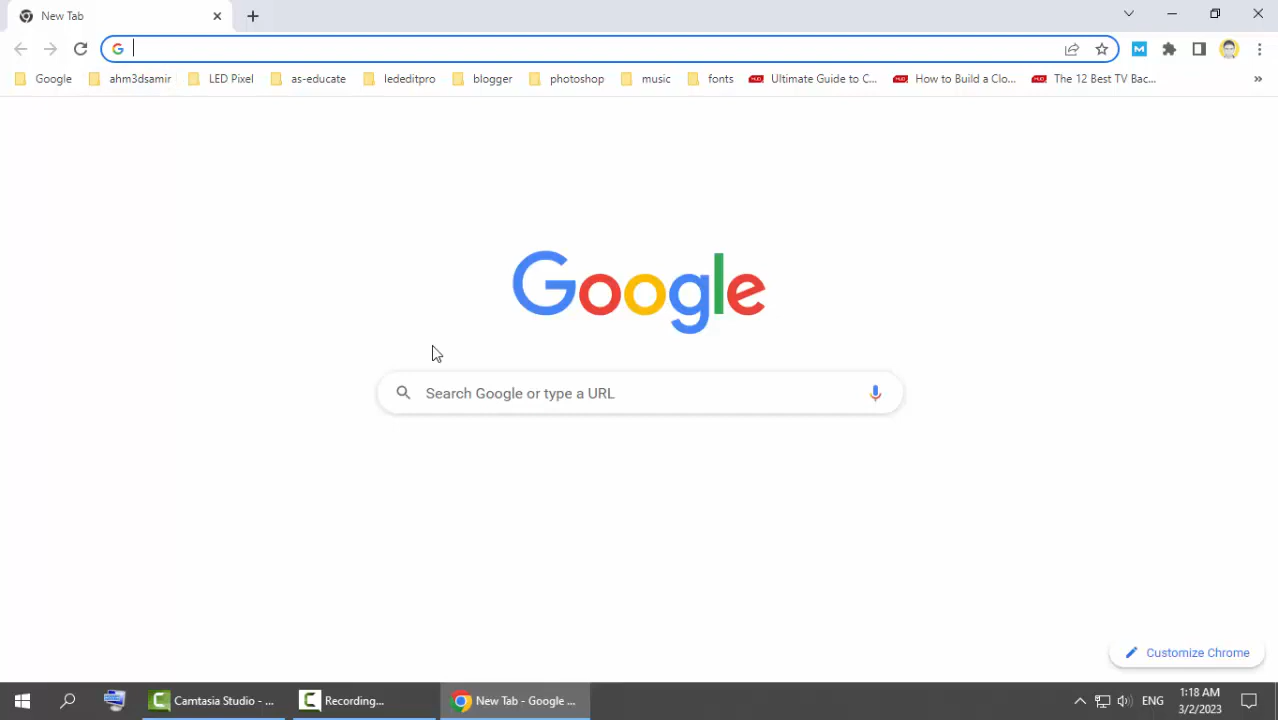 New Tab
Google ahm3dsamir LED Pixel as-educate lededitpro blogger photoshop music fonts Ultimate Guide to C... How to Build a Clo... The 12 Best TV Bac...
Google
Search Google or type a URL
Customize Chrome
Camtasia Studio - ... Recording... New Tab - Google ... ENG 1:18 AM
3/2/2023